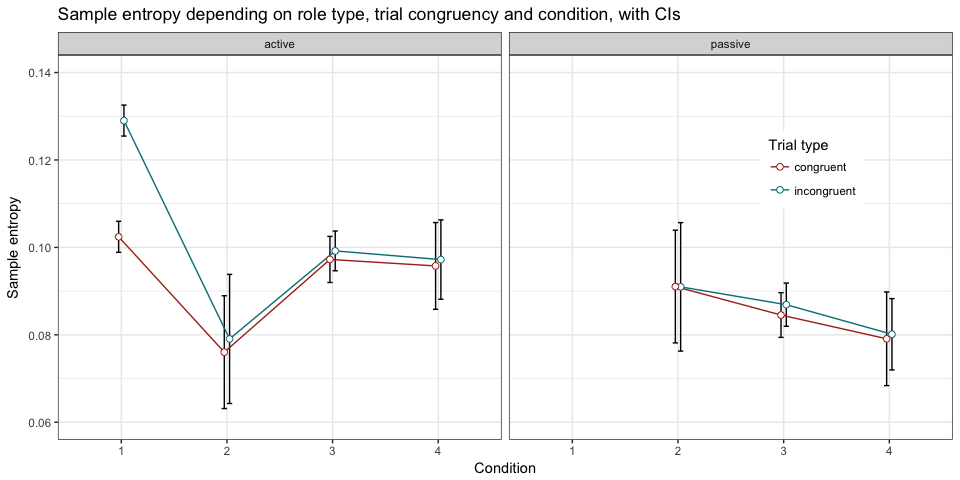 Sample entropy depending on role type, trial congruency and condition, with CIs
active
passive
Sample entropy
0.14
0.12
0.10
0.08
0.06
Trial type
congruent
incongruent
1 2 3 4
1 2 3 4
Condition